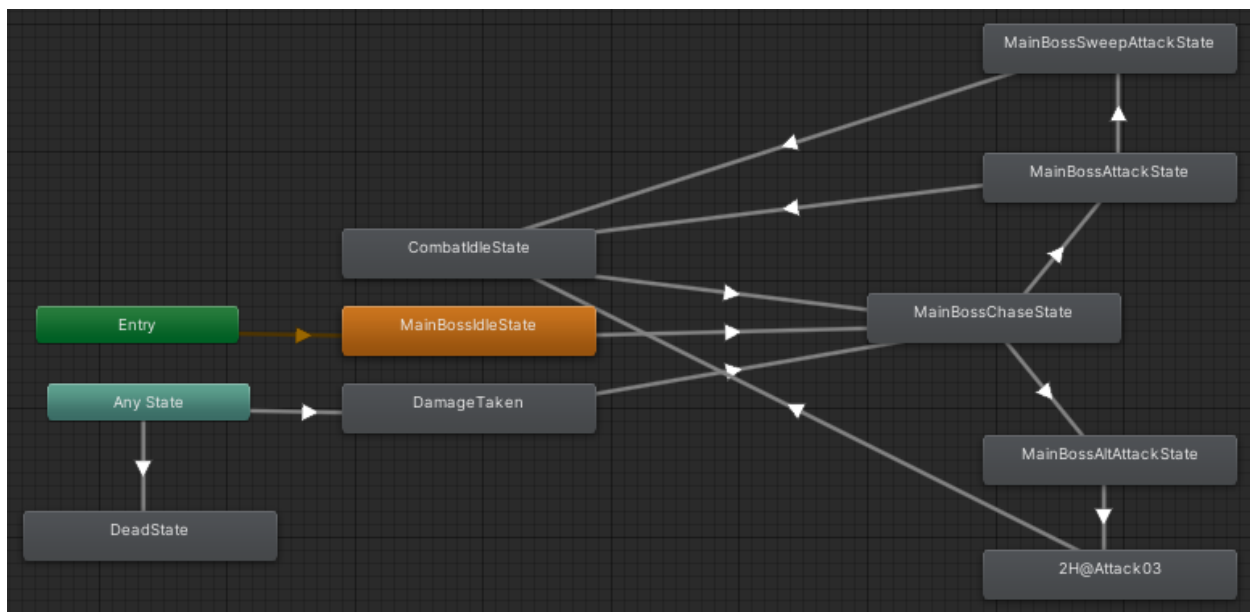 MainBossSweepAttackState
MainBossAttackState
CombatIdleState
MainBossChaseState
Entry
MainBossIdleState
Any State
DamageTaken
MainBossAltAttackState
DeadState
2H@Attack03